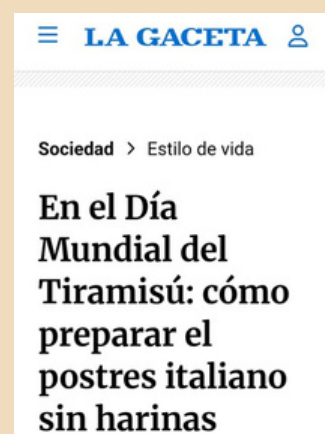 LA GACETA
Sociedad > Estilo de vida
En el Día
Mundial del
Tiramisú: cómo
preparar el
postres italiano
sin harinas